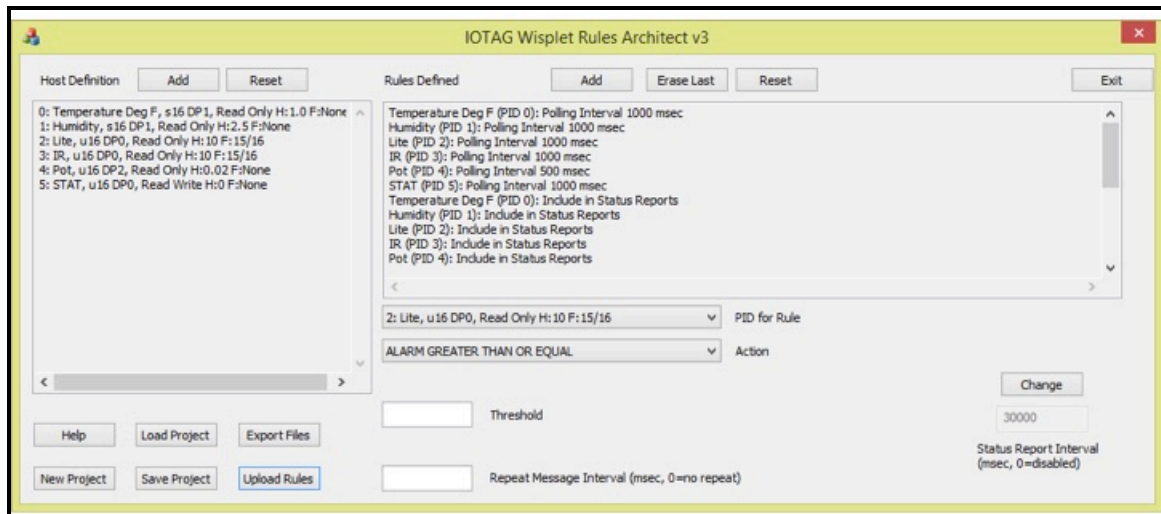 IOTAG Wisplet Rules Architect v3
Host Definition Add Reset
Rules Defined Add Erase Last Reset Exit
0: Temperature Deg F, s16 DP1, Read Only H:1.0 F:None
1: Humidity, s16 DP1, Read Only H:2.5 F:None
2: Lite, u16 DP0, Read Only H:10 F:15/16
3: IR, u16 DP0, Read Only H:10 F:15/16
4: Pot, u16 DP2, Read Only H:0.02 F:None
5: STAT, u16 DP0, Read Write H:0 F:None
Temperature Deg F (PID 0): Polling Interval 1000 msec
Humidity (PID 1): Polling Interval 1000 msec
Lite (PID 2): Polling Interval 1000 msec
IR (PID 3): Polling Interval 1000 msec
Pot (PID 4): Polling Interval 500 msec
STAT (PID 5): Polling Interval 1000 msec
Temperature Deg F (PID 0): Include in Status Reports
Humidity (PID 1): Include in Status Reports
Lite (PID 2): Include in Status Reports
IR (PID 3): Include in Status Reports
Pot (PID 4): Include in Status Reports
2: Lite, u16 DP0, Read Only H:10 F:15/16 PID for Rule
ALARM GREATER THAN OR EQUAL Action
Threshold
Repeat Message Interval (msec, 0=no repeat)
Change
30000
Status Report Interval
(msec, 0=disabled)
Help Load Project Export Files
New Project Save Project Upload Rules